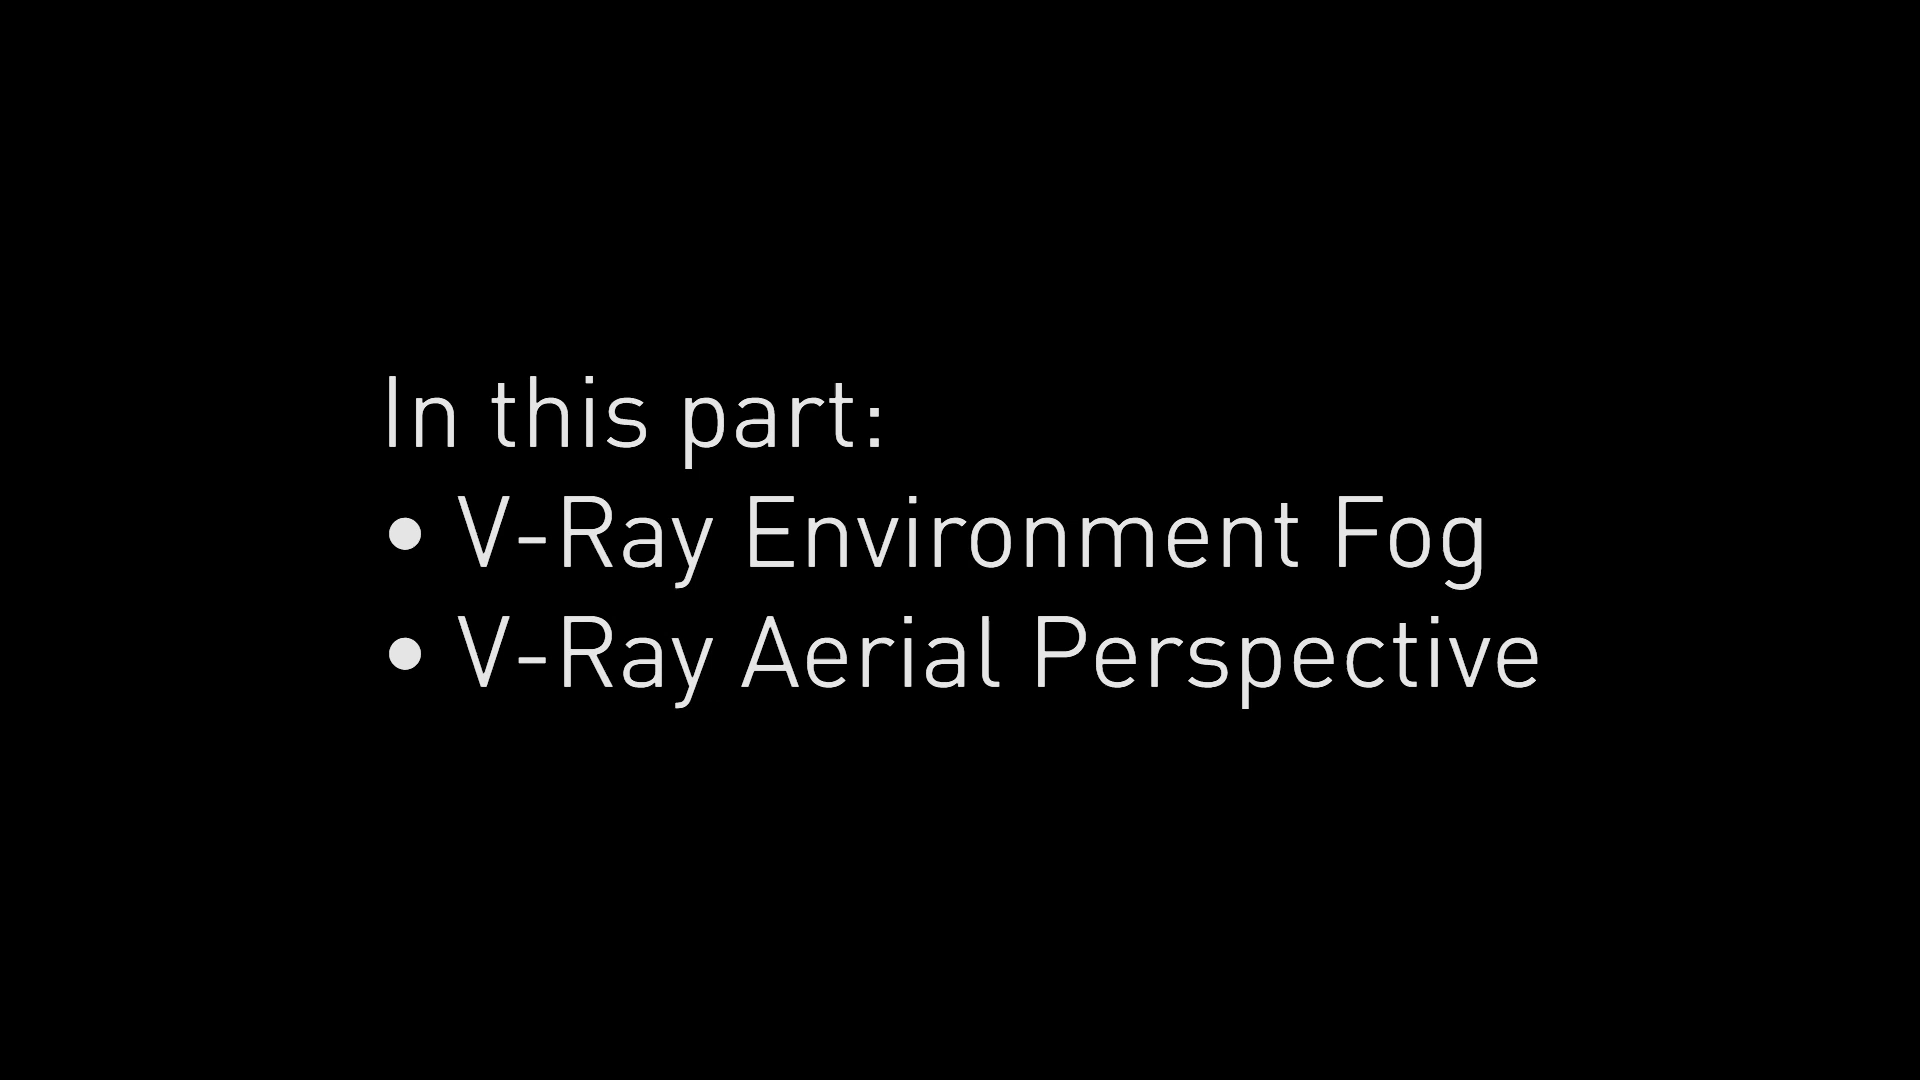 In this part:
• V-Ray Environment Fog
• V-Ray Aerial Perspective